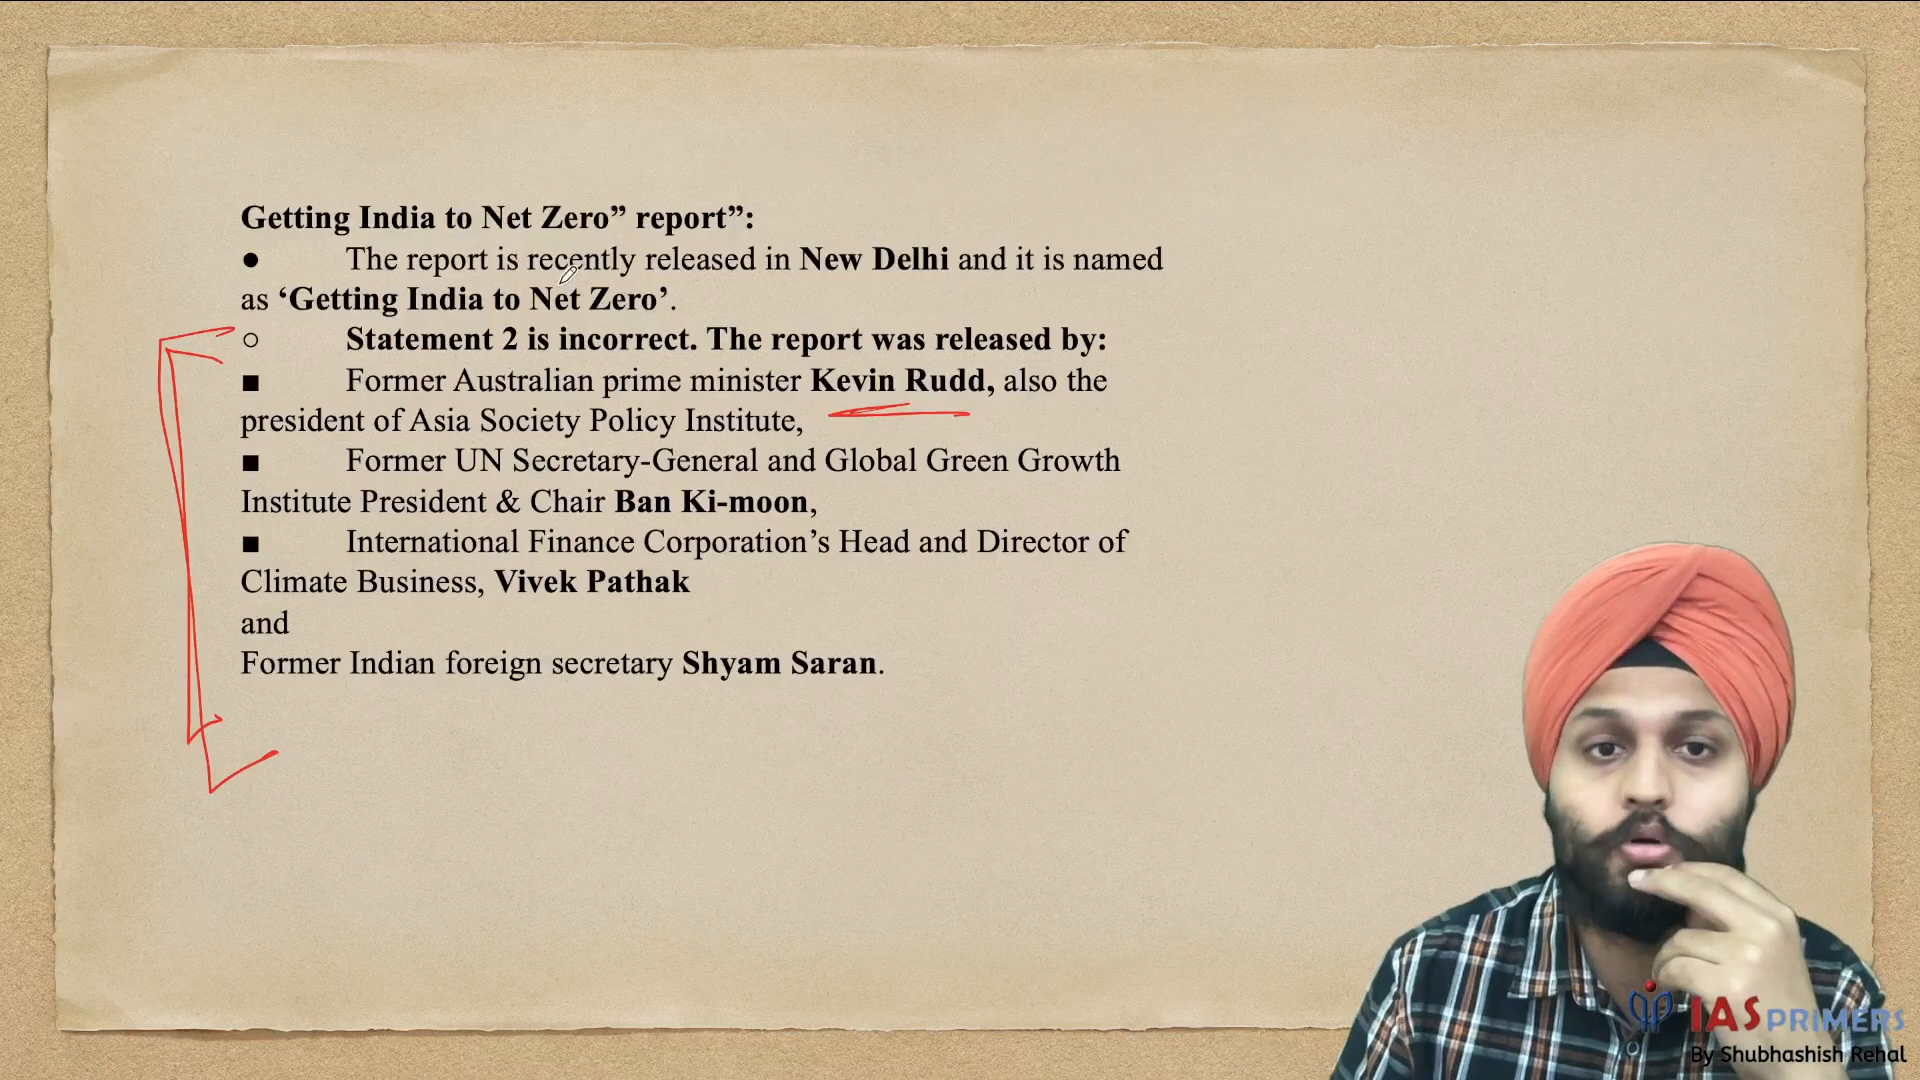 Getting India to Net Zero” report”:
● The report is recently released in New Delhi and it is named
as ‘Getting India to Net Zero’.
○ Statement 2 is incorrect. The report was released by:
■ Former Australian prime minister Kevin Rudd, also the
president of Asia Society Policy Institute,
■ Former UN Secretary-General and Global Green Growth
Institute President & Chair Ban Ki-moon,
■ International Finance Corporation’s Head and Director of
Climate Business, Vivek Pathak
and
Former Indian foreign secretary Shyam Saran.
IAS PRIMERS
By Shubhashish Rehal